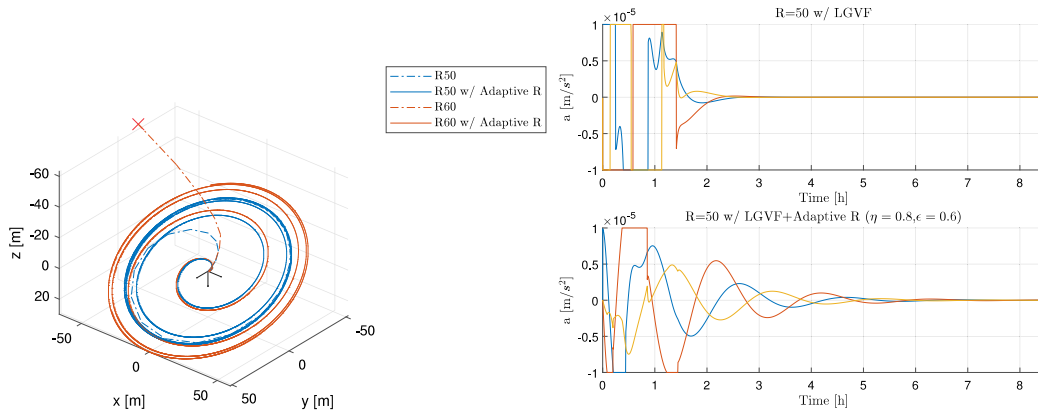 R50
R50 w/ Adaptive R
R60
R60 w/ Adaptive R
z [m]
-60
-40
-20
0
20
-50
0
50
x [m]
50
0
-50
y [m]
×10⁻⁵
R=50 w/ LGVF
a [m/s²]
1
0.5
0
-0.5
-1
0 1 2 3 4 5 6 7 8
Time [h]
×10⁻⁵
R=50 w/ LGVF+Adaptive R (η = 0.8,ϵ = 0.6)
a [m/s²]
1
0.5
0
-0.5
-1
0 1 2 3 4 5 6 7 8
Time [h]